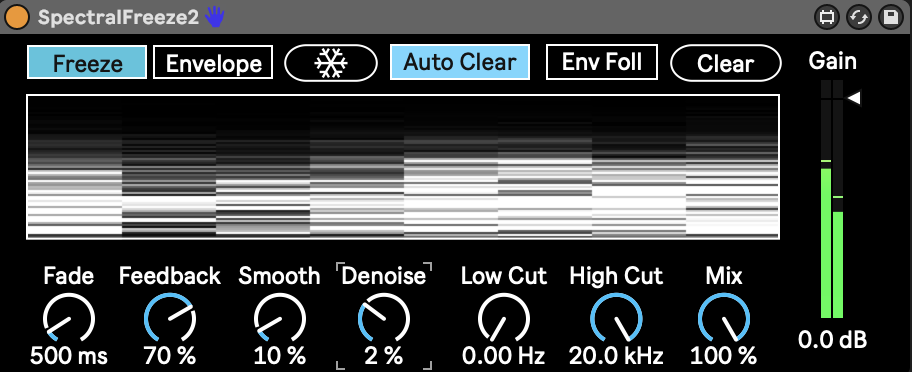 SpectralFreeze2
Freeze Envelope Auto Clear Env Foll Clear Gain
Fade Feedback Smooth Denoise Low Cut High Cut Mix
500 ms 70 % 10 % 2 % 0.00 Hz 20.0 kHz 100 % 0.0 dB